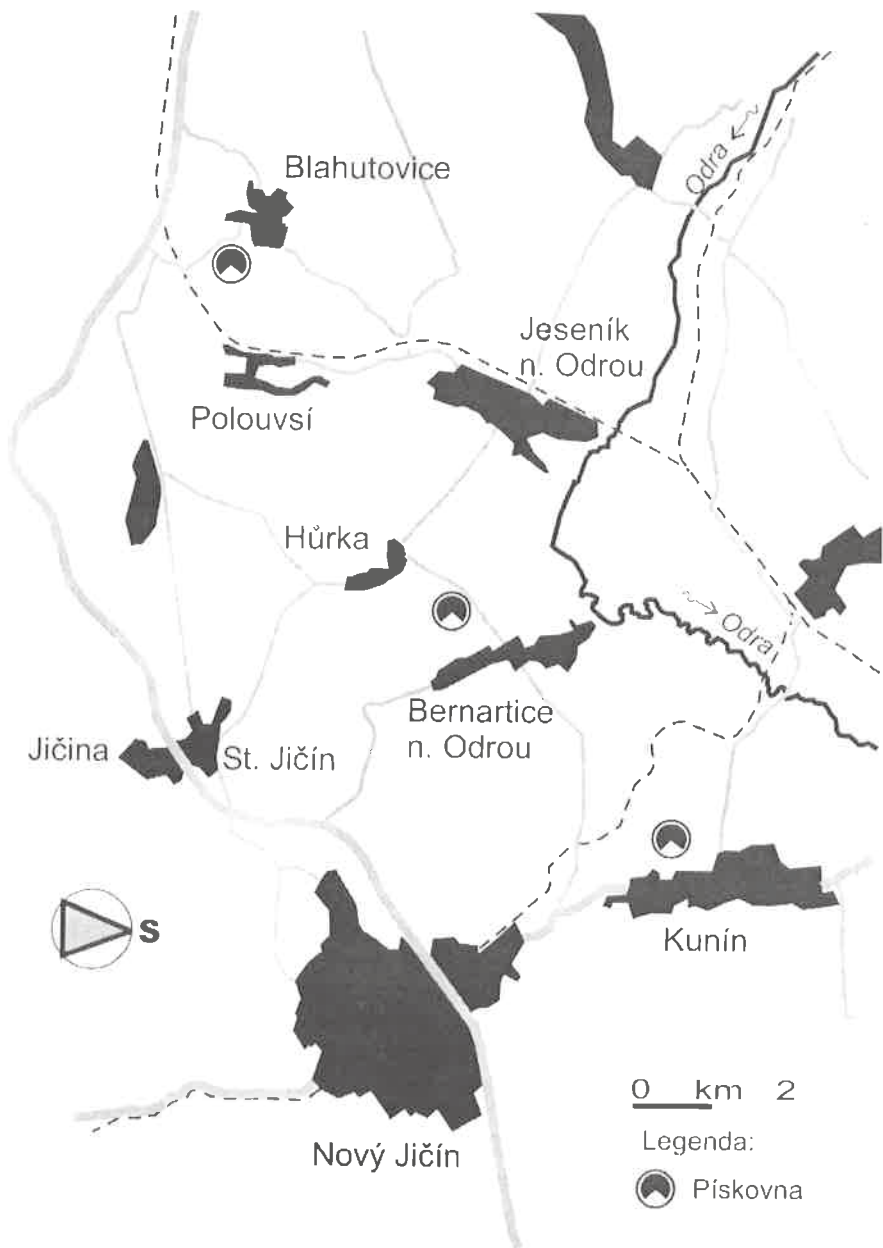 Blahutovice
Odra
Jeseník
n. Odrou
Polouvsí
Hůrka
Odra
Bernartice
n. Odrou
Jičina
St. Jičín
S
Kunín
Nový Jičín
0 km 2
Legenda:
Pískovna